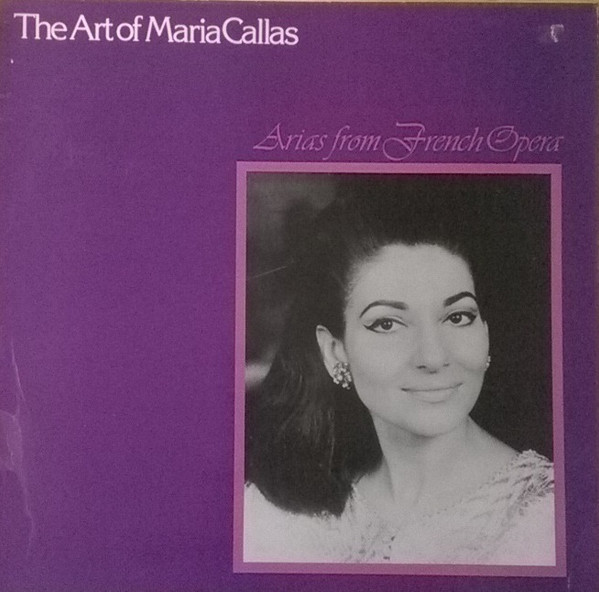 The Art of Maria Callas
Arias from French Opera